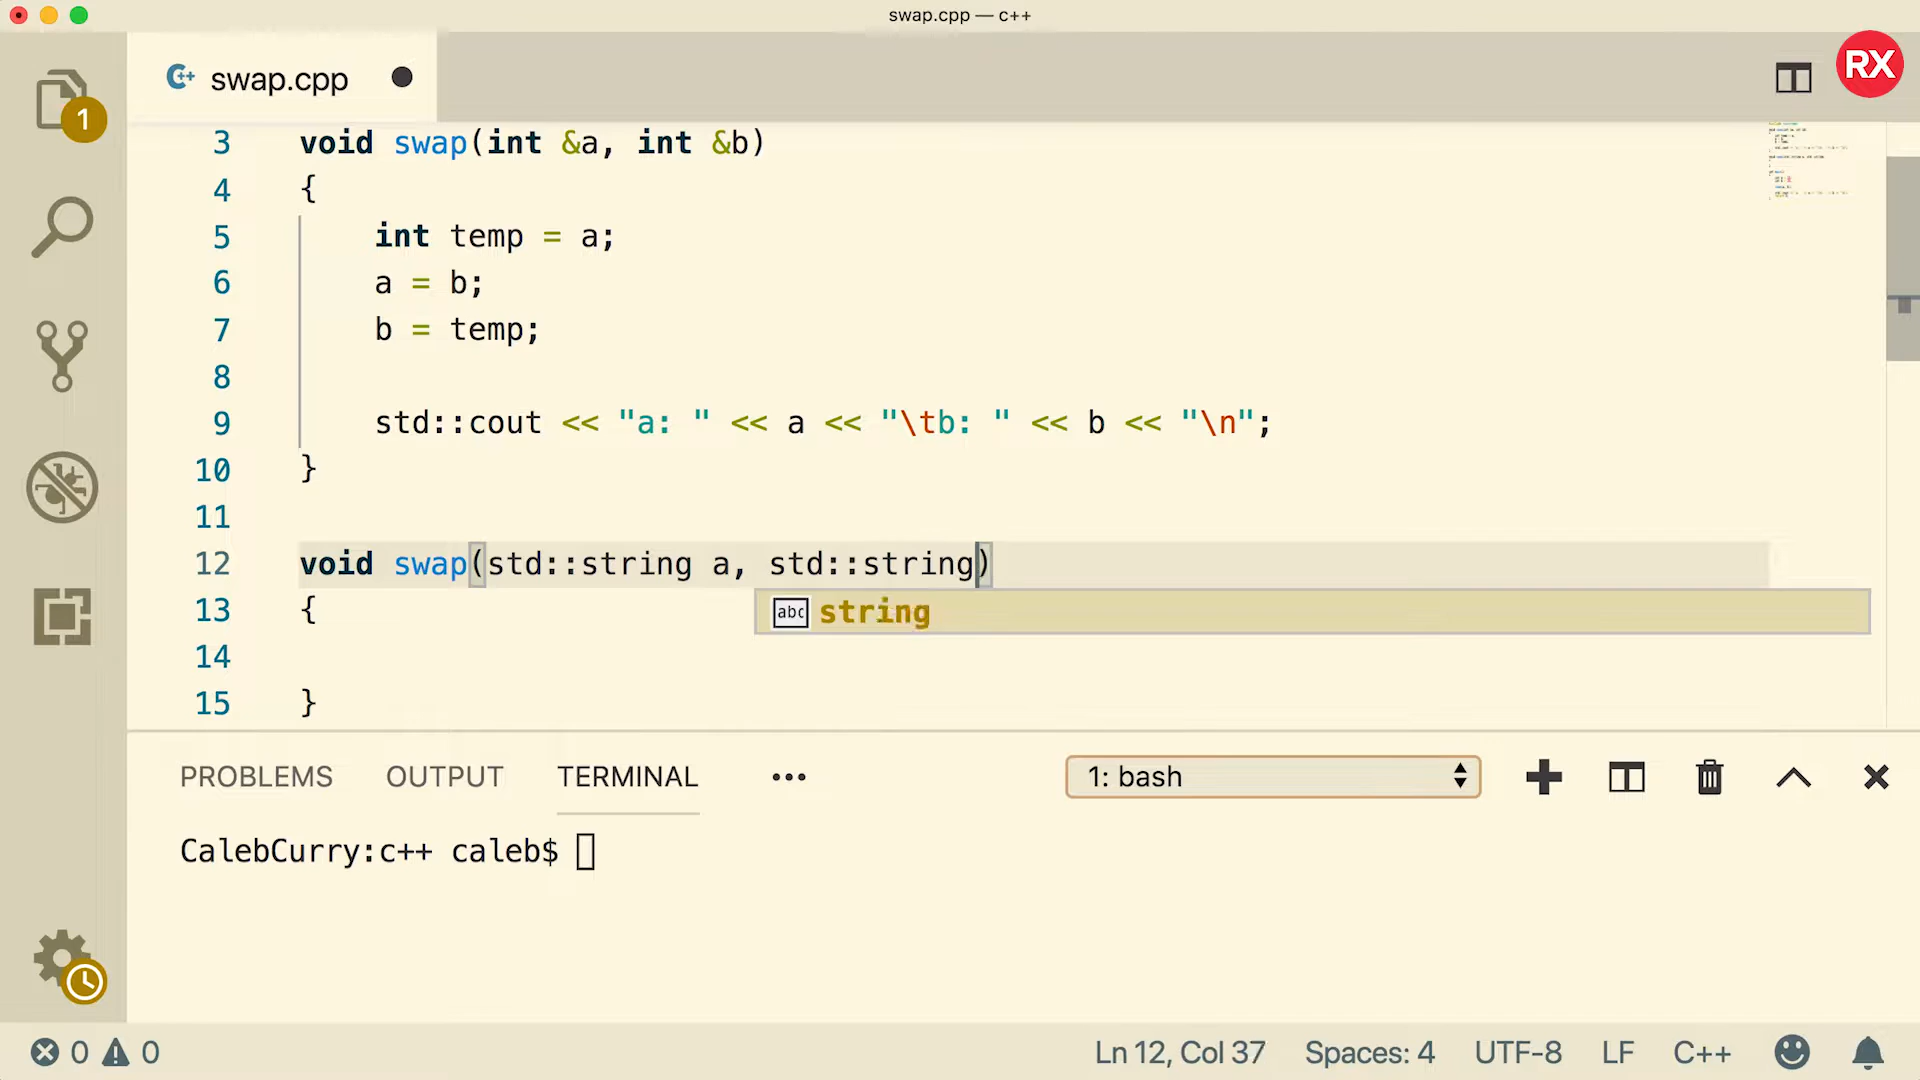 swap.cpp — c++
swap.cpp
RX
1
3 void swap(int &a, int &b)
4 {
5     int temp = a;
6     a = b;
7     b = temp;
8
9     std::cout << "a: " << a << "\tb: " << b << "\n";
10 }
11
12 void swap(std::string a, std::string)
abc string
13 {
14
15 }
PROBLEMS OUTPUT TERMINAL ••• 1: bash
CalebCurry:c++ caleb$
0 0 Ln 12, Col 37 Spaces: 4 UTF-8 LF C++